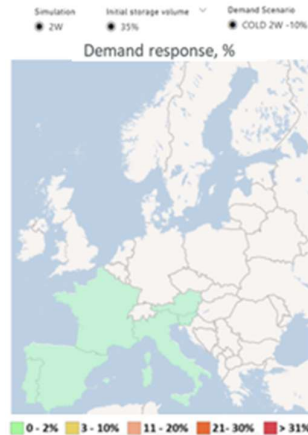 Simulation Initial storage volume Demand Scenario
2W 35% COLD 2W -10%
Demand response, %
0 - 2% 3 - 10% 11 - 20% 21- 30% > 31%